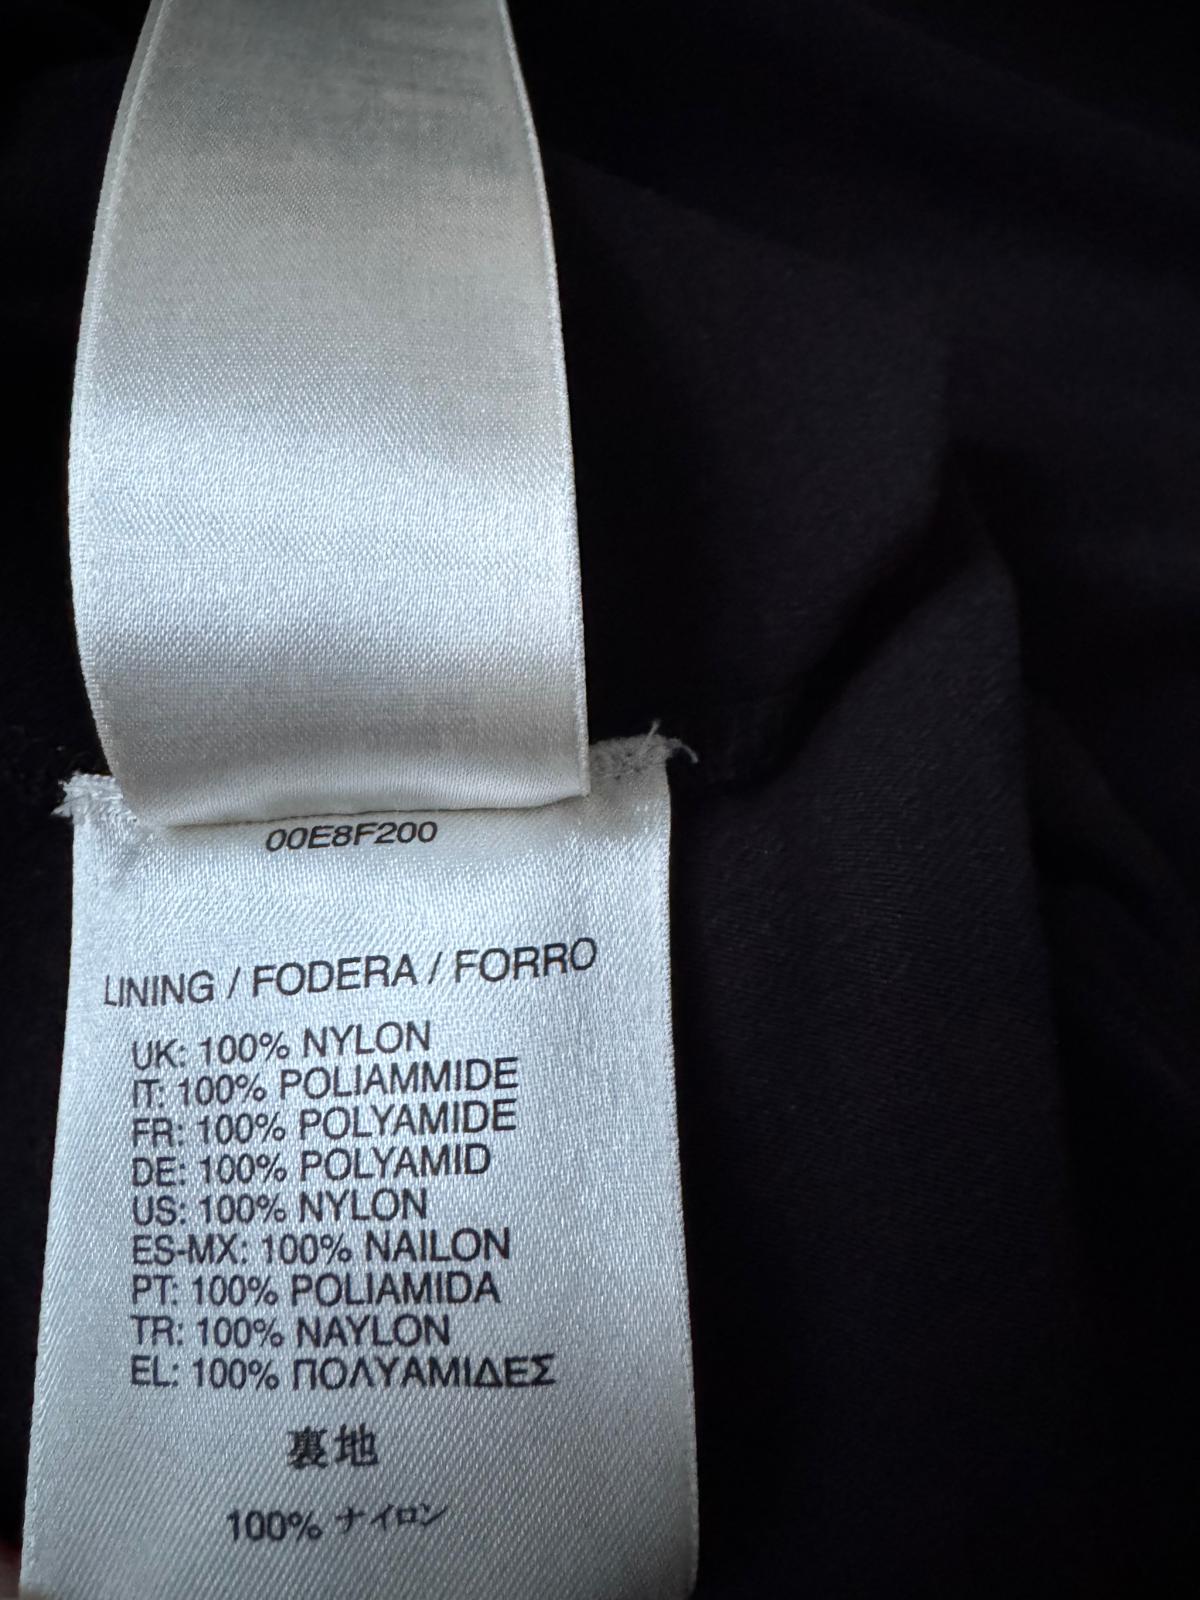 00E8F200
LINING / FODERA / FORRO
UK: 100% NYLON
IT: 100% POLIAMMIDE
FR: 100% POLYAMIDE
DE: 100% POLYAMID
US: 100% NYLON
ES-MX: 100% NAILON
PT: 100% POLIAMIDA
TR: 100% NAYLON
EL: 100% ΠΟΛΥΑΜΙΔΕΣ
裏地
100% ナイロン